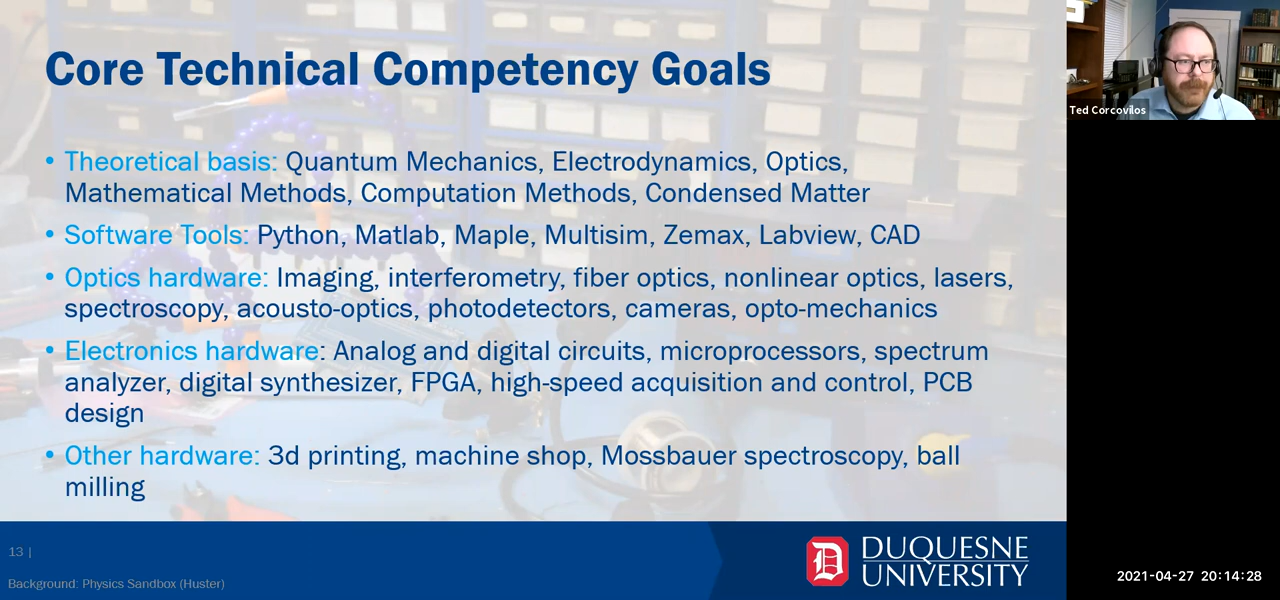 Core Technical Competency Goals
• Theoretical basis: Quantum Mechanics, Electrodynamics, Optics,
Mathematical Methods, Computation Methods, Condensed Matter
• Software Tools: Python, Matlab, Maple, Multisim, Zemax, Labview, CAD
• Optics hardware: Imaging, interferometry, fiber optics, nonlinear optics, lasers,
spectroscopy, acousto-optics, photodetectors, cameras, opto-mechanics
• Electronics hardware: Analog and digital circuits, microprocessors, spectrum
analyzer, digital synthesizer, FPGA, high-speed acquisition and control, PCB
design
• Other hardware: 3d printing, machine shop, Mossbauer spectroscopy, ball
milling
13 |
Background: Physics Sandbox (Huster)
D
DUQUESNE
UNIVERSITY
Ted Corcovilos
2021-04-27 20:14:28